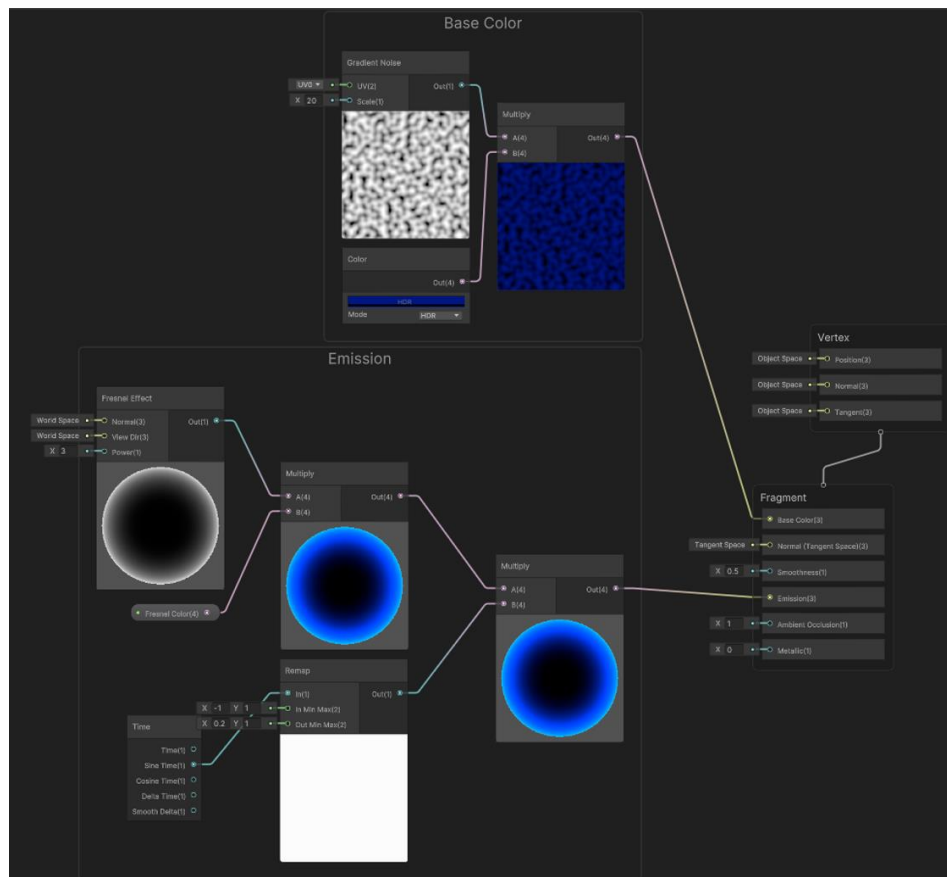 Base Color
Gradient Noise
UV0
UV(2)
Out(1)
X 20
Scale(1)
Multiply
A(4)
Out(4)
B(4)
Color
Out(4)
HDR
Mode
HDR
Emission
Fresnel Effect
World Space
Normal(3)
Out(1)
World Space
View Dir(3)
X 3
Power(1)
Multiply
A(4)
Out(4)
B(4)
Fresnel Color(4)
Remap
In(1)
Out(1)
X -1 Y 1
In Min Max(2)
X 0.2 Y 1
Out Min Max(2)
Time
Time(1)
Sine Time(1)
Cosine Time(1)
Delta Time(1)
Smooth Delta(1)
Multiply
A(4)
Out(4)
B(4)
Vertex
Object Space
Position(3)
Object Space
Normal(3)
Object Space
Tangent(3)
Fragment
Base Color(3)
Tangent Space
Normal (Tangent Space)(3)
X 0.5
Smoothness(1)
Emission(3)
X 1
Ambient Occlusion(1)
X 0
Metallic(1)